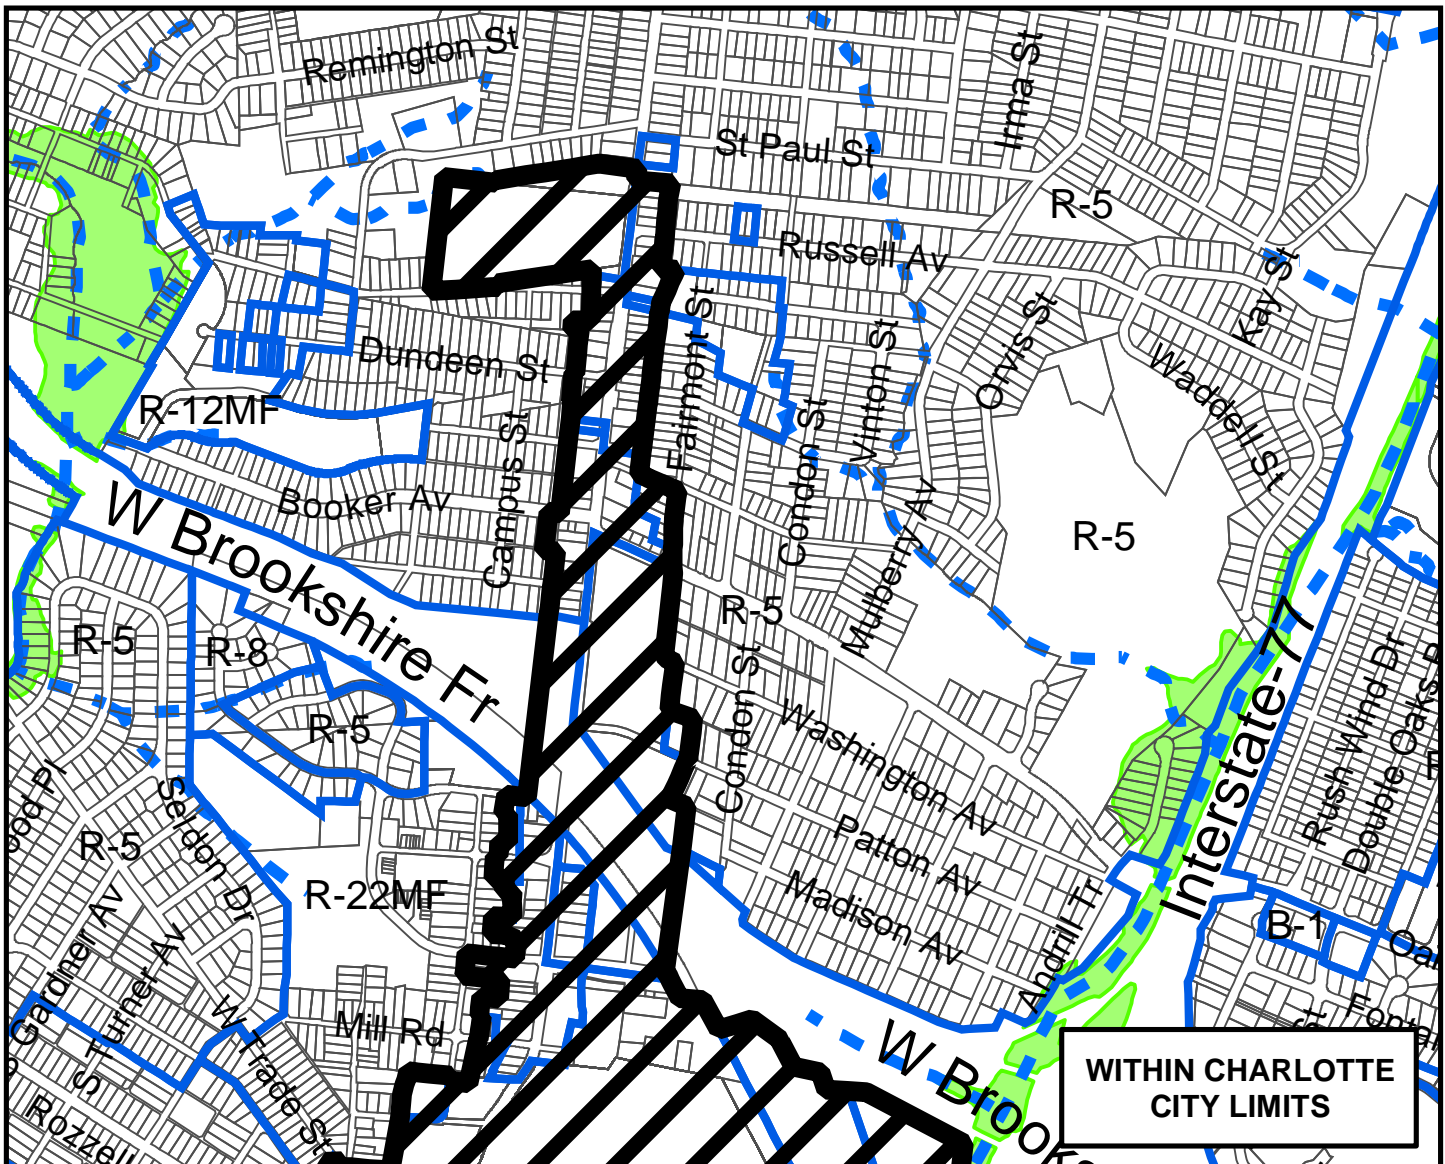 Remington St
Irma St
St Paul St
R-5
Russell Av
Kay St
Fairmont St
Orvis St
Vinton St
Dundeen St
Waddell St
R-12MF
Campus St
Condon St
Booker Av
W Brookshire Fr
Mulberry Av
R-5
R-5
R-5
R-8
Condon St
R-5
Washington Av
Interstate-77
Rush Wind Dr
Double Oaks
Seldon Dr
R-5
Patton Av
R-22MF
Madison Av
Andrill Tr
B-1
Gardner Av
S Turner Av
W Trade St
Mill Rd
St
W Brooks
WITHIN CHARLOTTE
CITY LIMITS